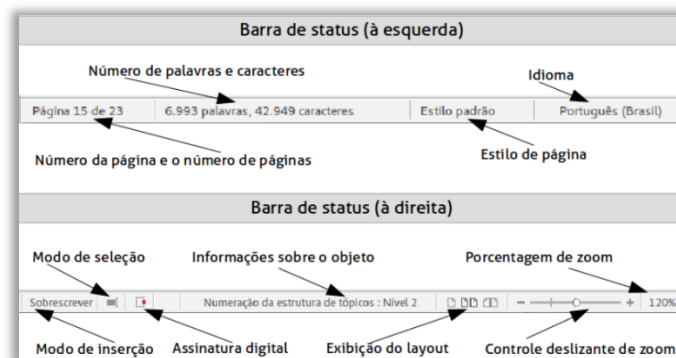 Barra de status (à esquerda)
Número de palavras e caracteres
Idioma
Página 15 de 23 6.993 palavras, 42.949 caracteres Estilo padrão Português (Brasil)
Número da página e o número de páginas
Estilo de página
Barra de status (à direita)
Modo de seleção Informações sobre o objeto Porcentagem de zoom
Sobrescrever Numeração da estrutura de tópicos : Nível 2 120%
Modo de inserção Assinatura digital Exibição do layout Controle deslizante de zoom